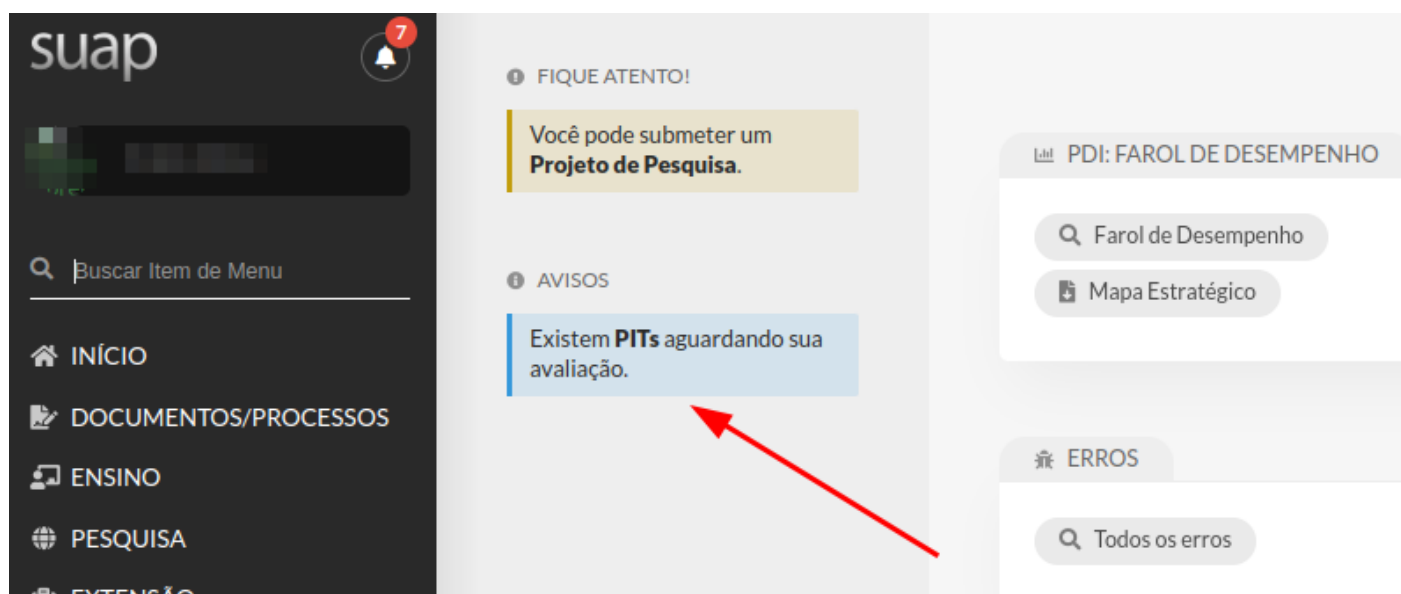 suap
7
Buscar Item de Menu
INÍCIO
DOCUMENTOS/PROCESSOS
ENSINO
PESQUISA
EXTENSÃO
FIQUE ATENTO!
Você pode submeter um
Projeto de Pesquisa.
AVISOS
Existem PITs aguardando sua
avaliação.
PDI: FAROL DE DESEMPENHO
Farol de Desempenho
Mapa Estratégico
ERROS
Todos os erros